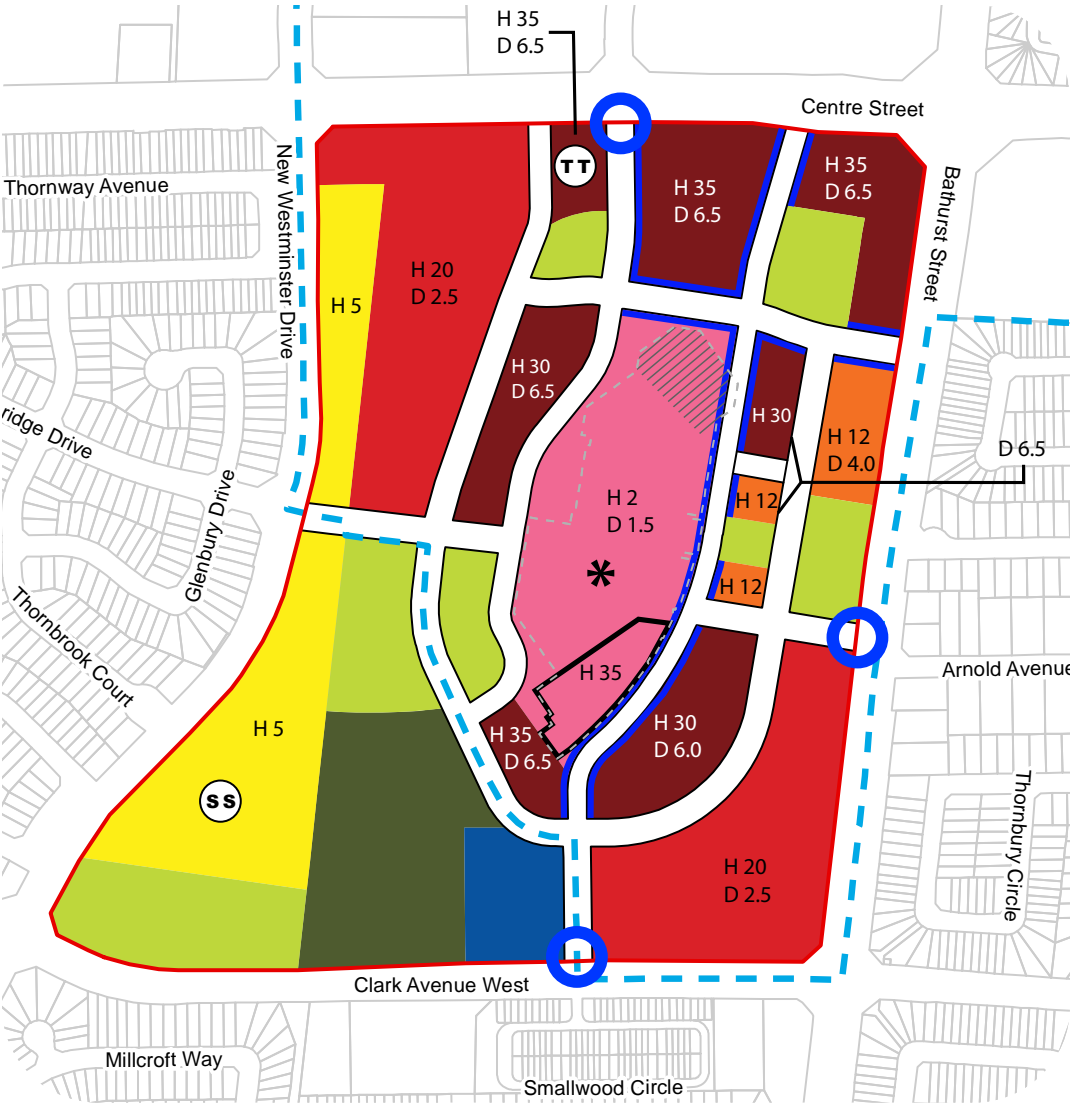 H 35
D 6.5
Centre Street
TT
H 35
D 6.5
H 35
D 6.5
Thornway Avenue
New Westminster Drive
Bathurst Street
H 20
D 2.5
H 5
H 30
D 6.5
H 30
H 12
D 4.0
D 6.5
ridge Drive
Glenbury Drive
H 2
D 1.5
*
H 12
H 12
Thornbrook Court
Arnold Avenue
H 35
H 5
H 35
D 6.5
H 30
D 6.0
SS
Thornbury Circle
H 20
D 2.5
Clark Avenue West
Millcroft Way
Smallwood Circle